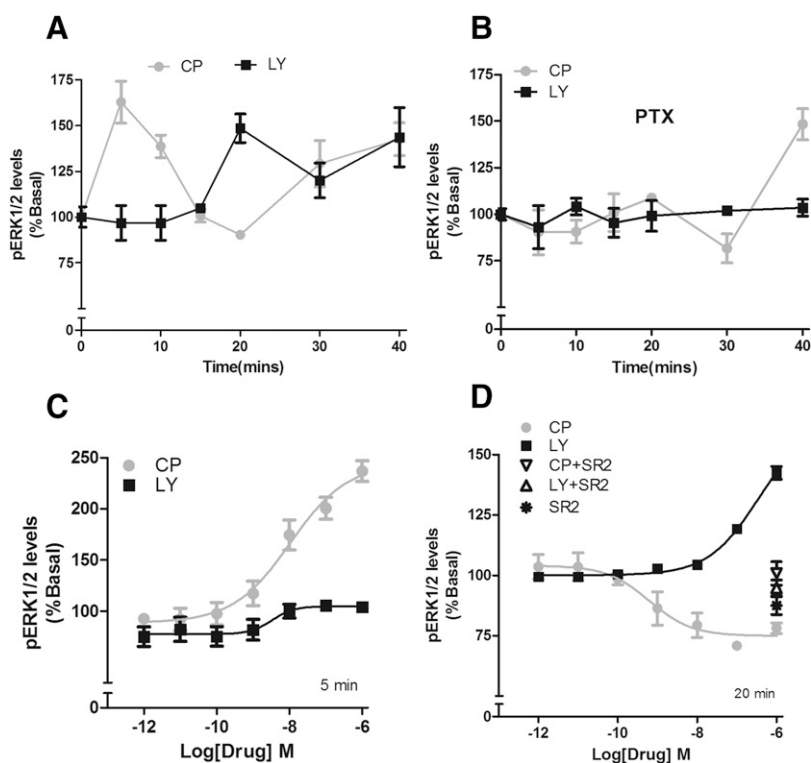 A
CP LY
175
150
125
100
75
0
pERK1/2 levels
(%Basal)
0 10 20 30 40
Time(mins)
B
CP
LY
PTX
175
150
125
100
75
0
pERK1/2 levels
(%Basal)
0 10 20 30 40
Time(mins)
C
CP
LY
250
200
150
100
0
pERK1/2 levels
(%Basal)
5 min
-12 -10 -8 -6
Log[Drug] M
D
CP
LY
CP+SR2
LY+SR2
SR2
150
125
100
75
0
pERK1/2 levels
(%Basal)
20 min
-12 -10 -8 -6
Log[Drug] M